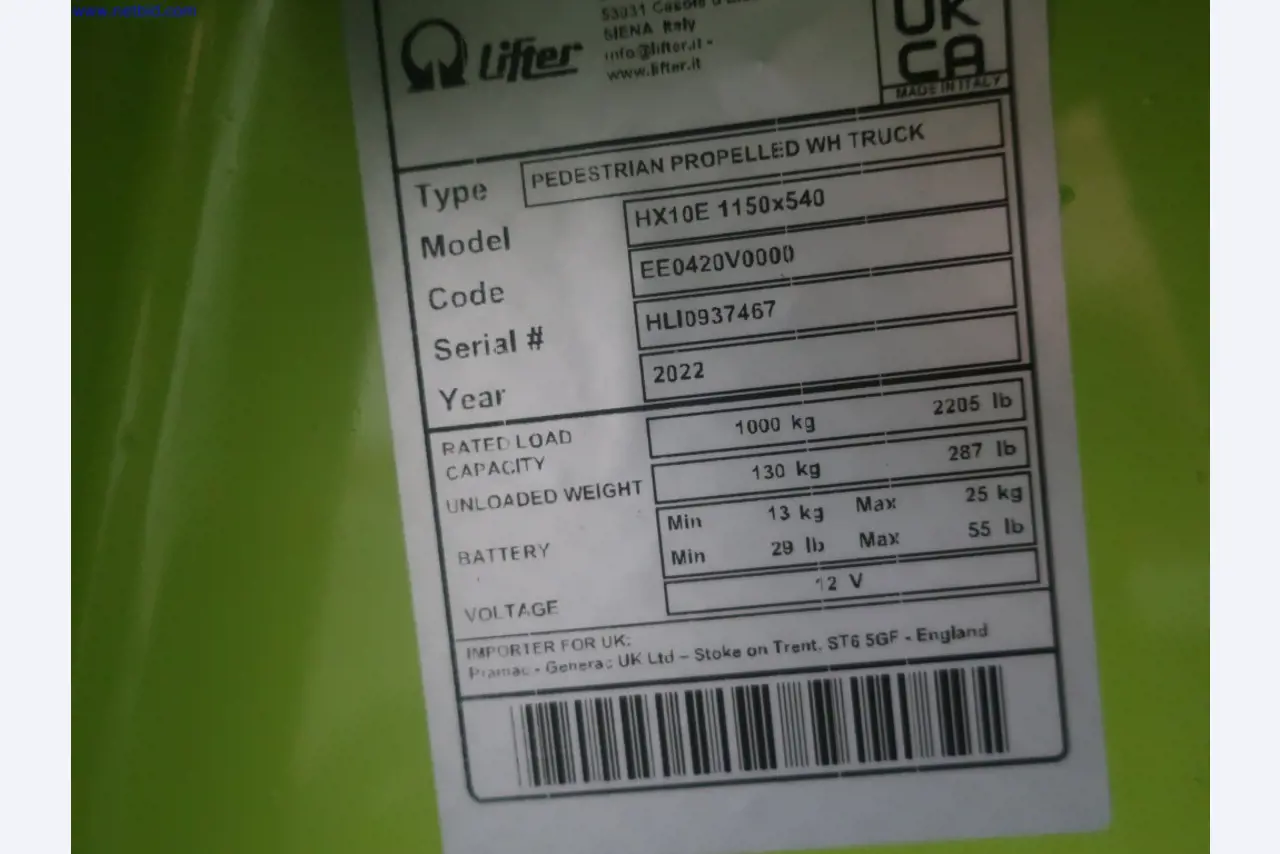 Lifter
SIENA Italy
info@lifter.it -
www.lifter.it
UK
CA
MADE IN ITALY
Type PEDESTRIAN PROPELLED WH TRUCK
Model HX10E 1150x540
Code EE0420V0000
Serial # HLI0937467
Year 2022
RATED LOAD CAPACITY 1000 kg 2205 lb
UNLOADED WEIGHT 130 kg 287 lb
BATTERY Min 13 kg Max 25 kg
Min 29 lb Max 55 lb
VOLTAGE 12 V
IMPORTER FOR UK:
Pramac - Generac UK Ltd – Stoke on Trent, ST6 5GF - England